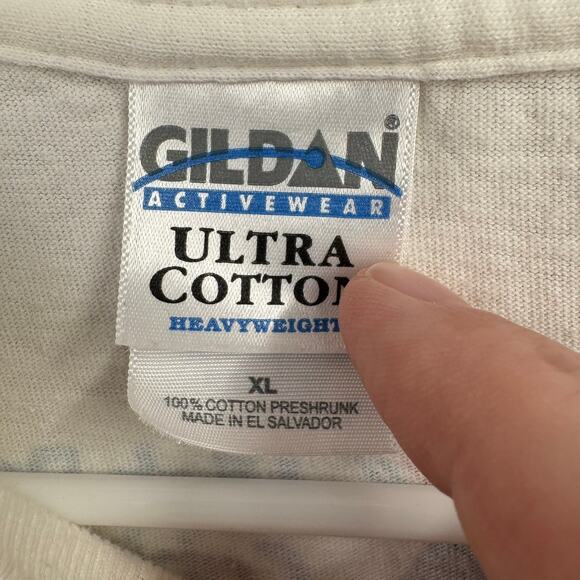 GILDAN®
ACTIVEWEAR
ULTRA
COTTON
HEAVYWEIGHT
XL
100% COTTON PRESHRUNK
MADE IN EL SALVADOR